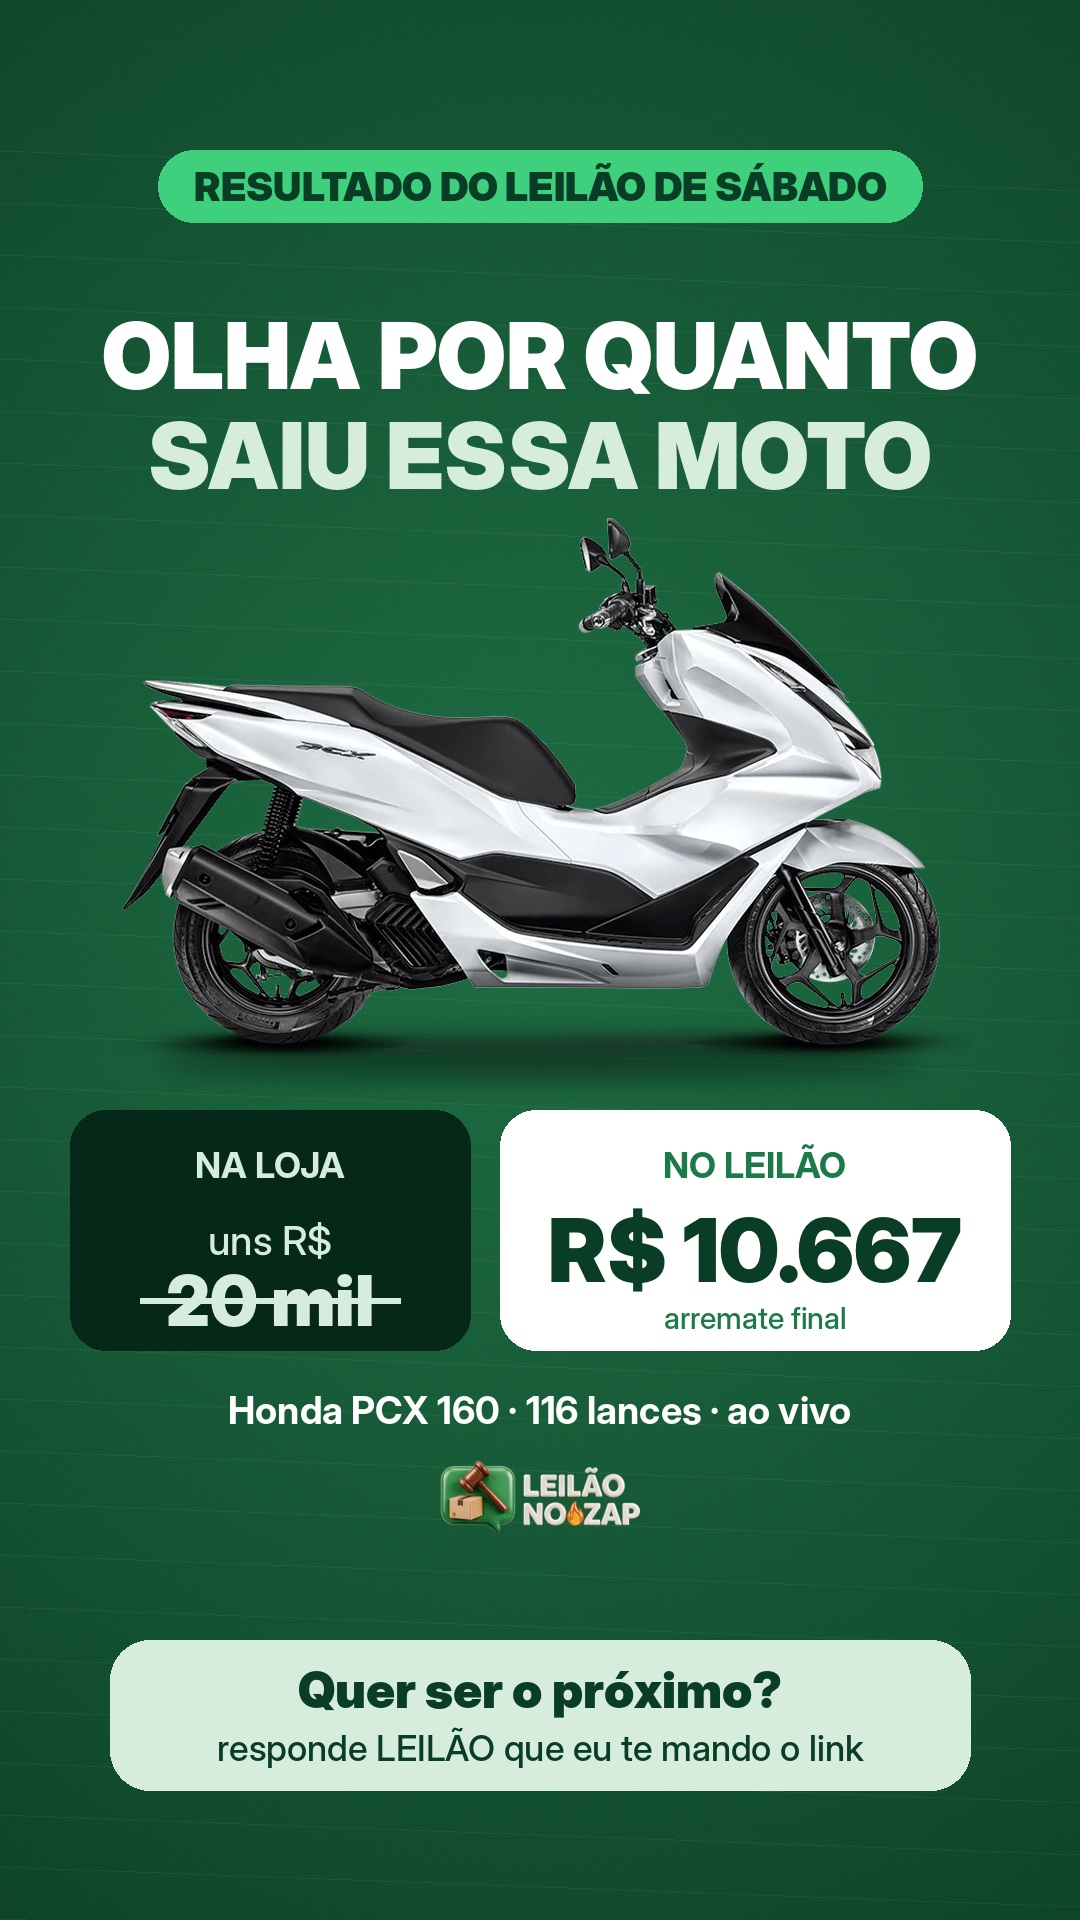 RESULTADO DO LEILÃO DE SÁBADO
OLHA POR QUANTO
SAIU ESSA MOTO
PCX
NA LOJA
uns R$
20 mil
NO LEILÃO
R$ 10.667
arremate final
Honda PCX 160 · 116 lances · ao vivo
LEILÃO
NO ZAP
Quer ser o próximo?
responde LEILÃO que eu te mando o link